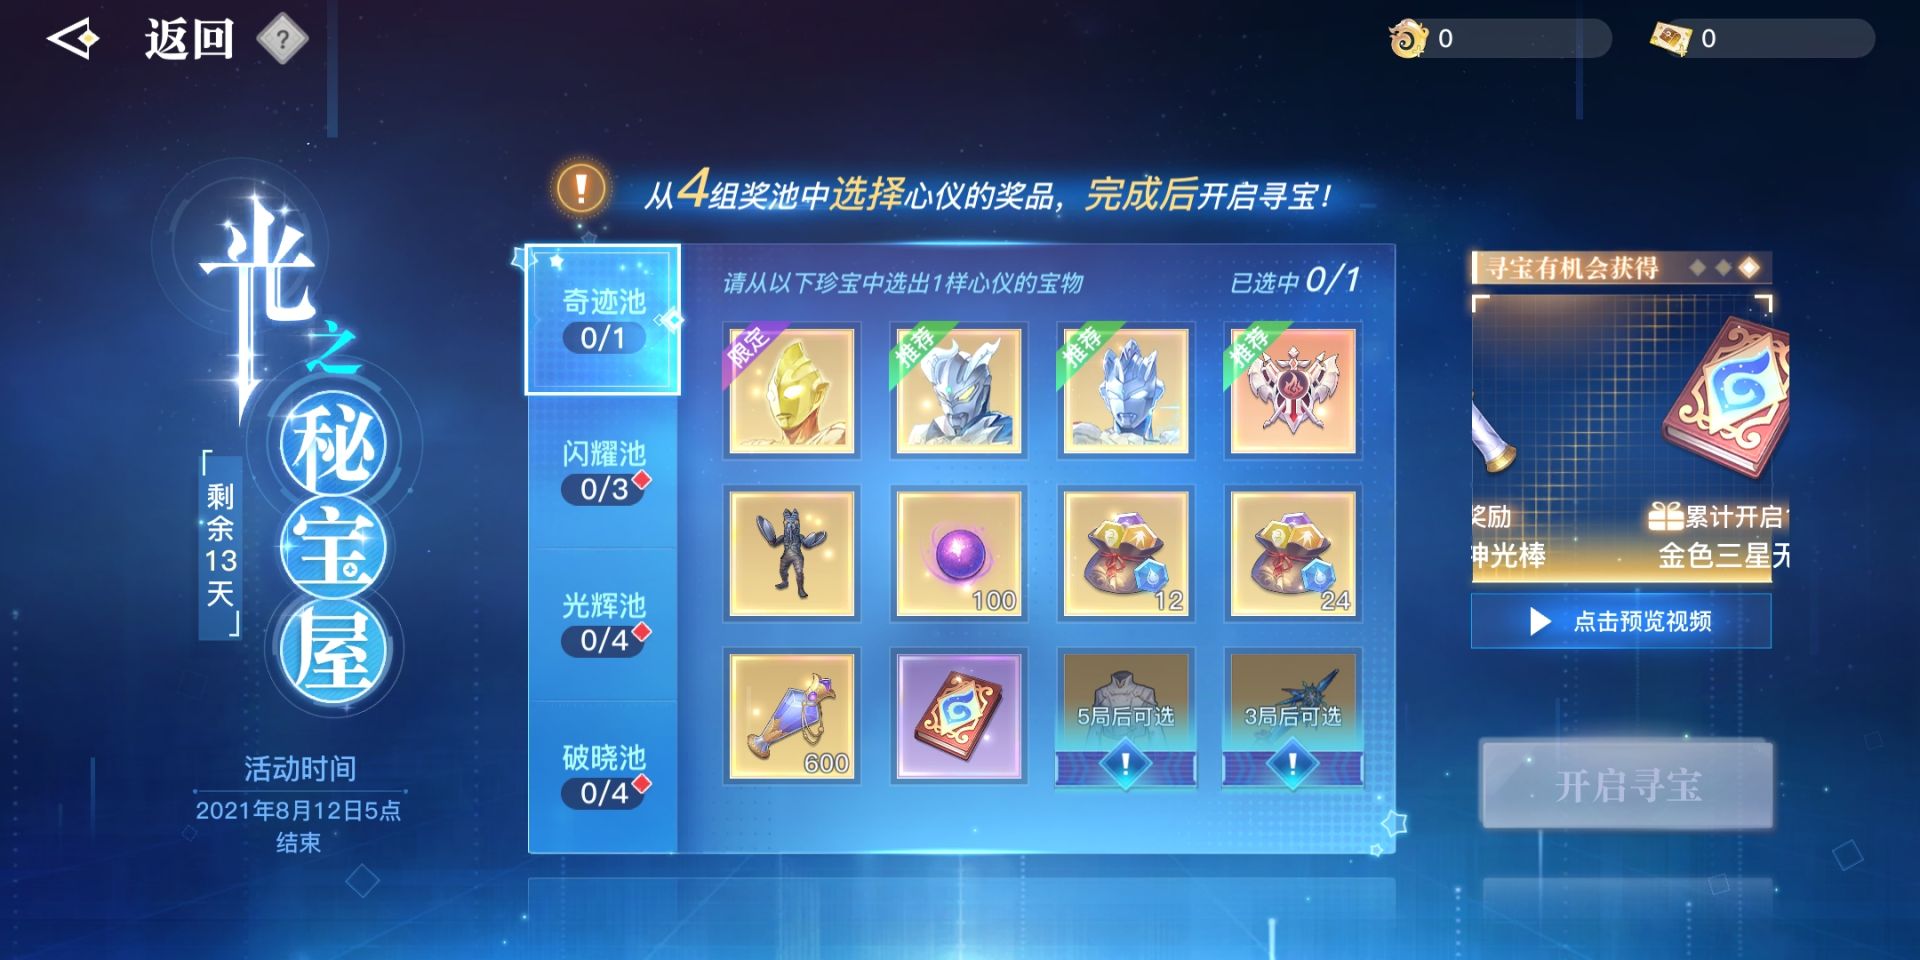 返回
?
0
0
光之秘宝屋
剩余13天
活动时间
2021年8月12日5点
结束
从4组奖池中选择心仪的奖品，完成后开启寻宝！
奇迹池
0/1
闪耀池
0/3
光辉池
0/4
破晓池
0/4
请从以下珍宝中选出1样心仪的宝物
已选中 0/1
限定
推荐
推荐
推荐
100
12
24
600
5局后可选
3局后可选
寻宝有机会获得
奖励
神光棒
累计开启
金色三星
点击预览视频
开启寻宝